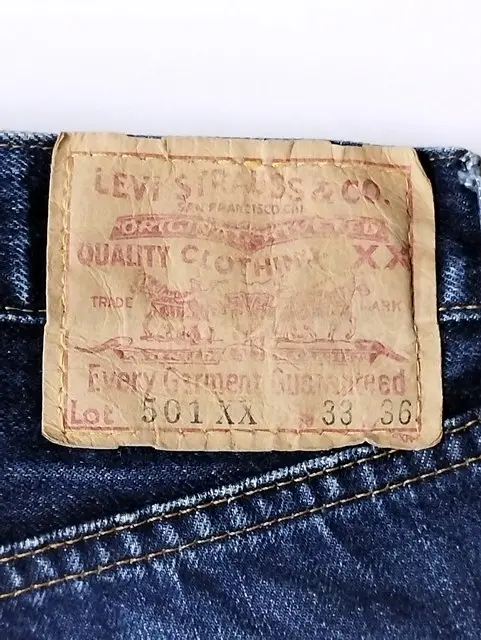 LEVI STRAUSS & CO.
SAN FRANCISCO CAL
ORIGINAL RIVETED
QUALITY CLOTHING XX
TRADE MARK
Every Garment Guaranteed
Lot 501 XX 33 36